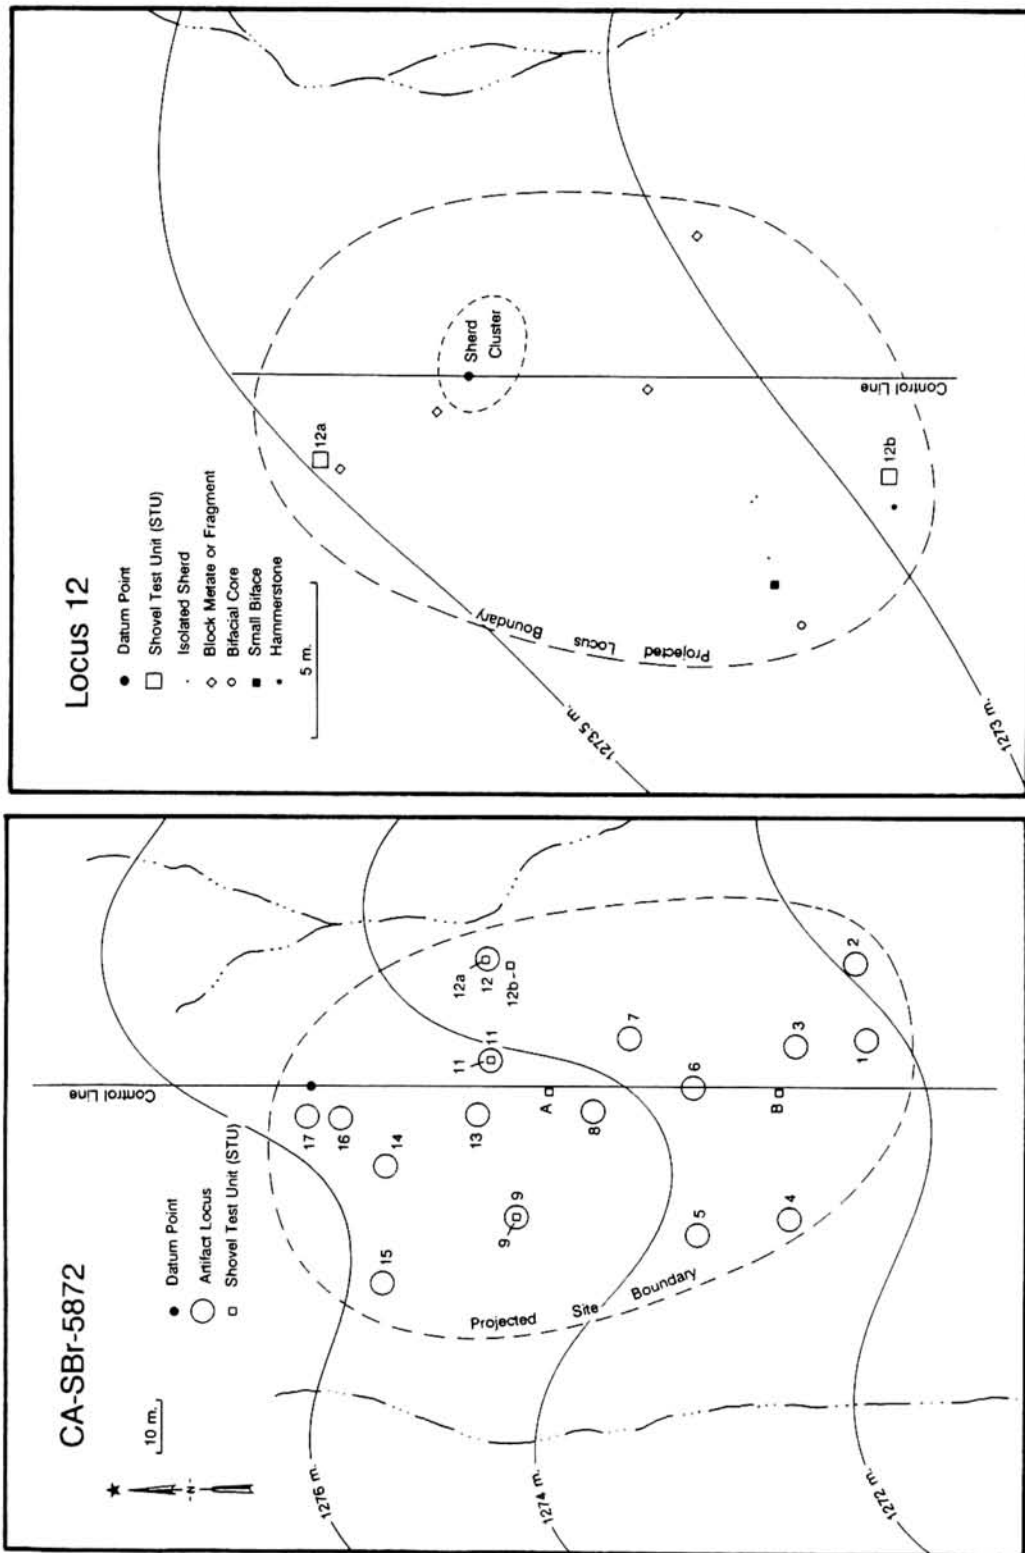 CA-SBr-5872
10 m.
-N-
Datum Point
Artifact Locus
Shovel Test Unit (STU)
Control Line
1276 m.
1274 m.
1272 m.
Projected Site Boundary
17
16
15
14
13
11
11
12a
12
12b
9
9
A
8
7
6
5
4
B
3
2
1
Locus 12
Datum Point
Shovel Test Unit (STU)
Isolated Sherd
Block Metate or Fragment
Bifacial Core
Small Biface
Hammerstone
5 m.
12a
Sherd
Cluster
12b
Control Line
Projected Locus Boundary
1273.5 m.
1273 m.